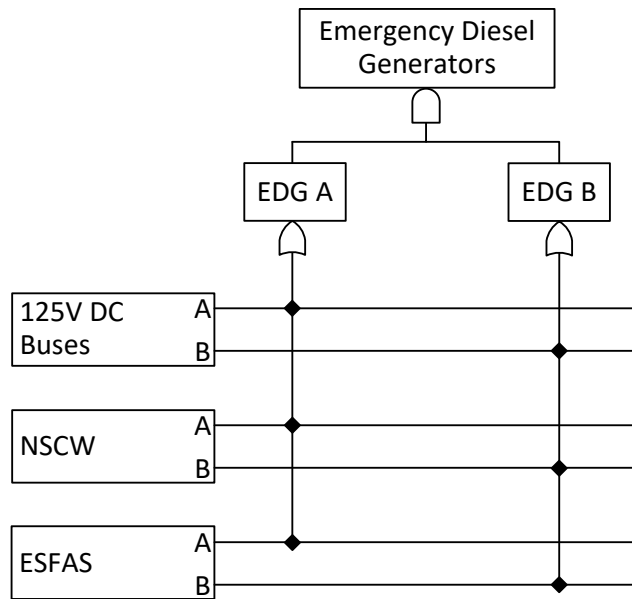 Emergency Diesel
Generators
EDG A
EDG B
125V DC
Buses
A
B
NSCW
A
B
ESFAS
A
B